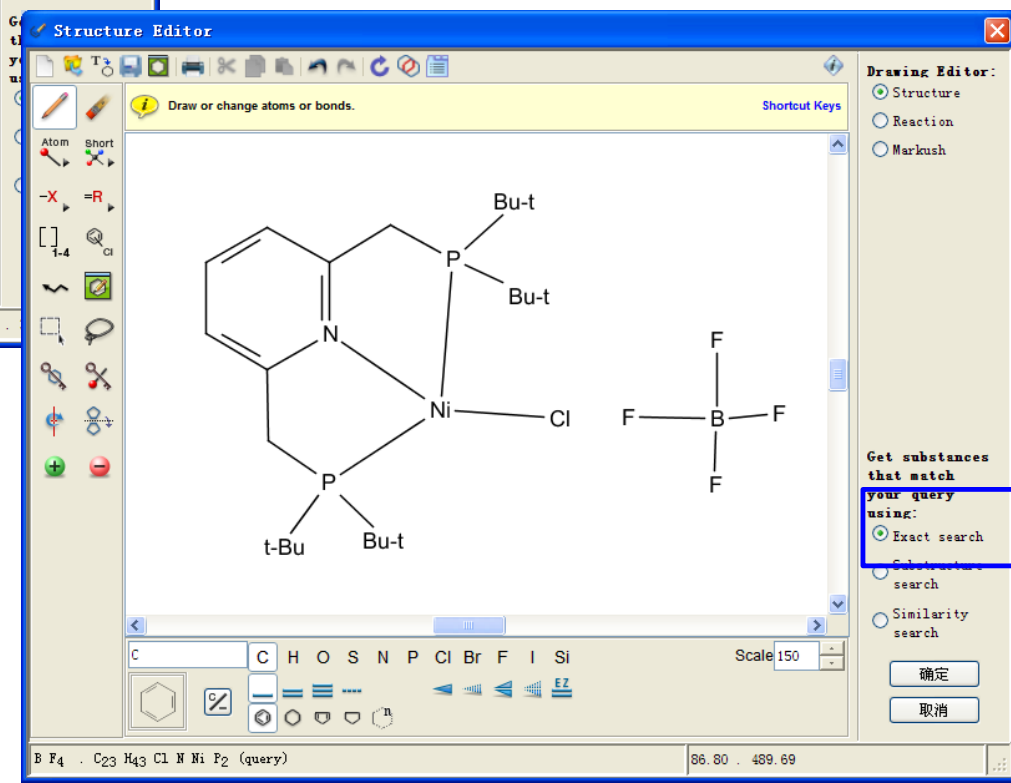 Structure Editor
Draw or change atoms or bonds.
Shortcut Keys
Atom
Short
-X
=R
[ ] 1-4
Cl
Bu-t
P
Bu-t
N
Ni
Cl
P
t-Bu
Bu-t
F
F
B
F
F
Drawing Editor:
Structure
Reaction
Markush
Get substances
that match
your query
using:
Exact search
Substructure
search
Similarity
search
确定
取消
C
C H O S N P Cl Br F I Si
Scale 150
EZ
n
B F4 . C23 H43 Cl N Ni P2 (query)
86.80 . 489.69